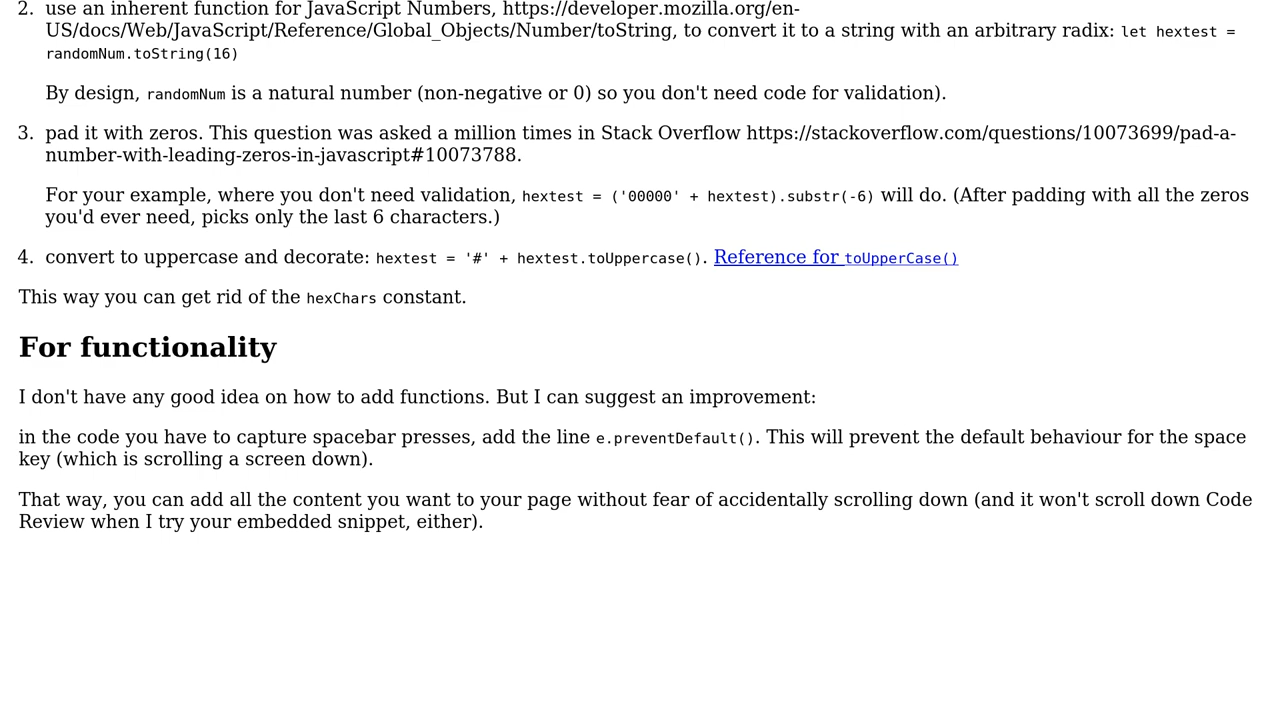 2. use an inherent function for JavaScript Numbers, https://developer.mozilla.org/en-
US/docs/Web/JavaScript/Reference/Global_Objects/Number/toString, to convert it to a string with an arbitrary radix: let hextest =
randomNum.toString(16)
By design, randomNum is a natural number (non-negative or 0) so you don't need code for validation).
3. pad it with zeros. This question was asked a million times in Stack Overflow https://stackoverflow.com/questions/10073699/pad-a-
number-with-leading-zeros-in-javascript#10073788.
For your example, where you don't need validation, hextest = ('00000' + hextest).substr(-6) will do. (After padding with all the zeros
you'd ever need, picks only the last 6 characters.)
4. convert to uppercase and decorate: hextest = '#' + hextest.toUppercase(). Reference for toUpperCase()
This way you can get rid of the hexChars constant.
For functionality
I don't have any good idea on how to add functions. But I can suggest an improvement:
in the code you have to capture spacebar presses, add the line e.preventDefault(). This will prevent the default behaviour for the space
key (which is scrolling a screen down).
That way, you can add all the content you want to your page without fear of accidentally scrolling down (and it won't scroll down Code
Review when I try your embedded snippet, either).